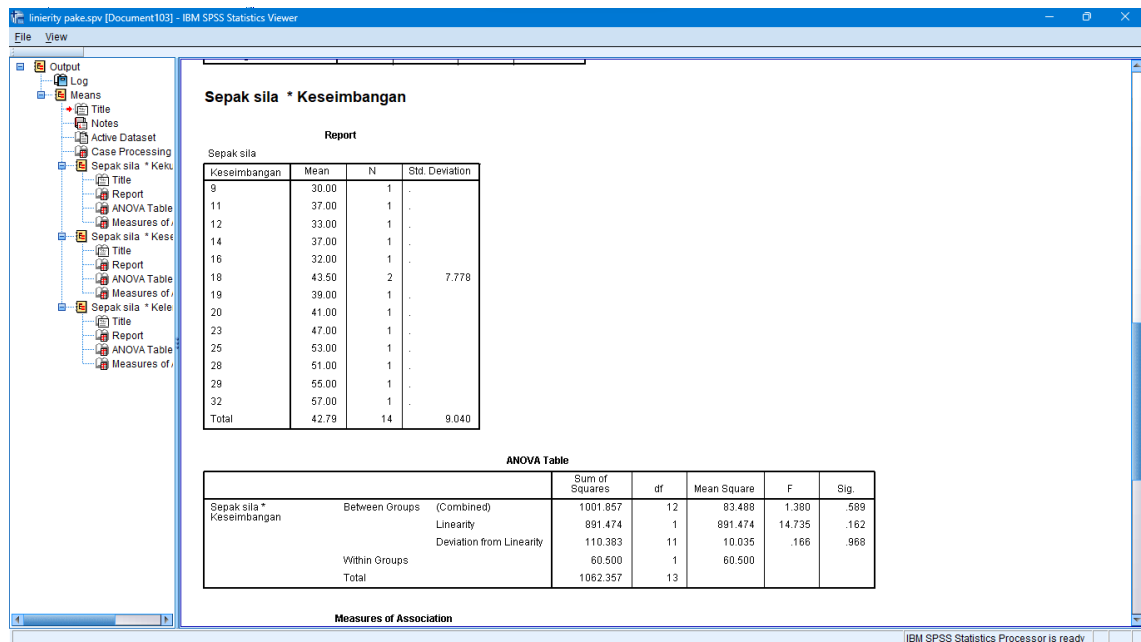 linierity pake.spv [Document103] - IBM SPSS Statistics Viewer
File View
Output
Log
Means
Title
Notes
Active Dataset
Case Processing
Sepak sila * Keku
Title
Report
ANOVA Table
Measures of
Sepak sila * Kese
Title
Report
ANOVA Table
Measures of
Sepak sila * Kele
Title
Report
ANOVA Table
Measures of
Sepak sila * Keseimbangan
Report
Sepak sila
Keseimbangan Mean N Std. Deviation
9 30.00 1 .
11 37.00 1 .
12 33.00 1 .
14 37.00 1 .
16 32.00 1 .
18 43.50 2 7.778
19 39.00 1 .
20 41.00 1 .
23 47.00 1 .
25 53.00 1 .
28 51.00 1 .
29 55.00 1 .
32 57.00 1 .
Total 42.79 14 9.040
ANOVA Table
Sum of Squares df Mean Square F Sig.
Sepak sila * Keseimbangan Between Groups (Combined) 1001.857 12 83.488 1.380 .589
Linearity 891.474 1 891.474 14.735 .162
Deviation from Linearity 110.383 11 10.035 .166 .968
Within Groups 60.500 1 60.500
Total 1062.357 13
Measures of Association
IBM SPSS Statistics Processor is ready